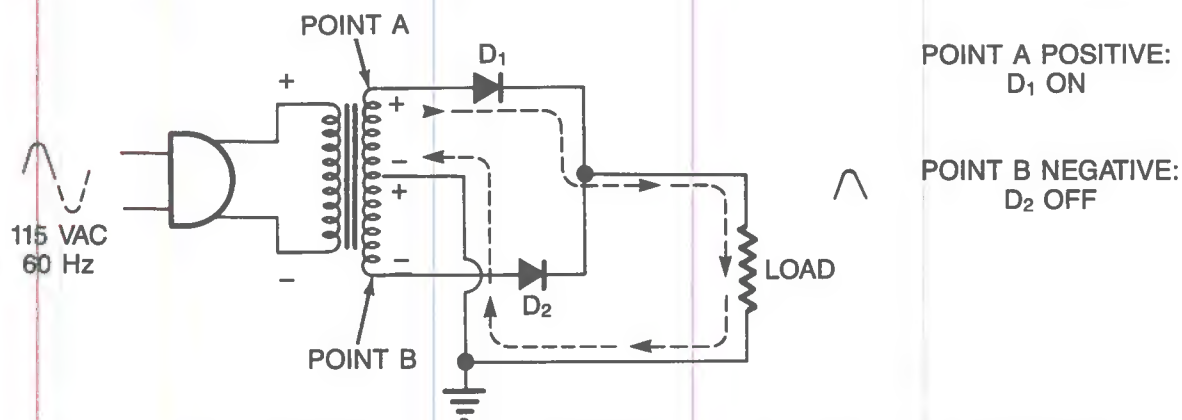 POINT A
D₁
+
+
−
+
−
−
115 VAC
60 Hz
D₂
LOAD
POINT B
POINT A POSITIVE:
D₁ ON
POINT B NEGATIVE:
D₂ OFF